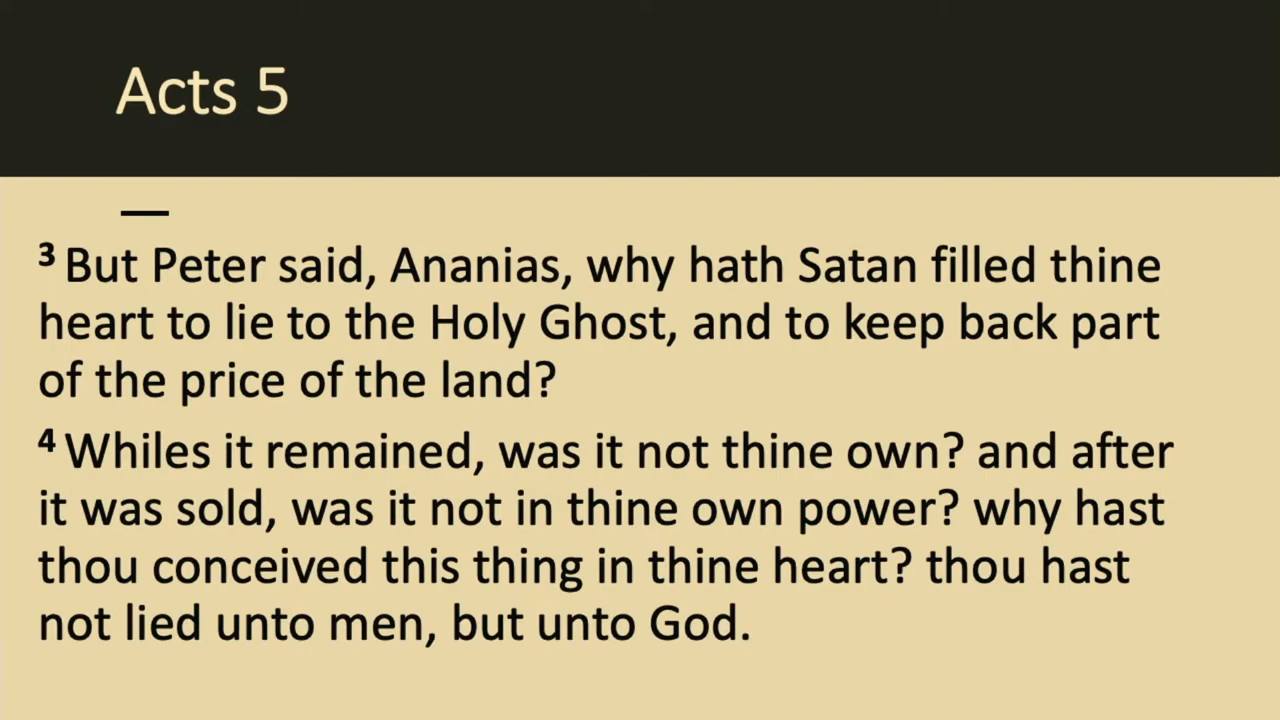 Acts 5
³ But Peter said, Ananias, why hath Satan filled thine
heart to lie to the Holy Ghost, and to keep back part
of the price of the land?
⁴ Whiles it remained, was it not thine own? and after
it was sold, was it not in thine own power? why hast
thou conceived this thing in thine heart? thou hast
not lied unto men, but unto God.